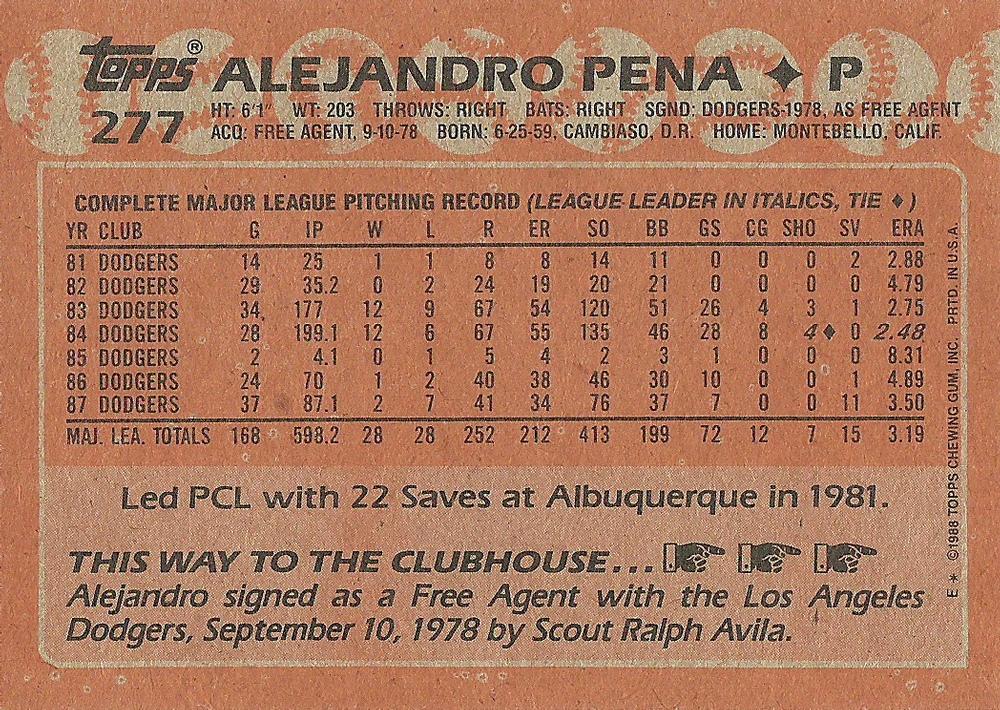 topps® ALEJANDRO PENA ✦ P
277
HT: 6'1" WT: 203 THROWS: RIGHT BATS: RIGHT SGND: DODGERS-1978, AS FREE AGENT
ACQ: FREE AGENT, 9-10-78 BORN: 6-25-59, CAMBIASO, D.R. HOME: MONTEBELLO, CALIF.
COMPLETE MAJOR LEAGUE PITCHING RECORD (LEAGUE LEADER IN ITALICS, TIE ♦)
YR CLUB G IP W L R ER SO BB GS CG SHO SV ERA
81 DODGERS 14 25 1 1 8 8 14 11 0 0 0 2 2.88
82 DODGERS 29 35.2 0 2 24 19 20 21 0 0 0 0 4.79
83 DODGERS 34 177 12 9 67 54 120 51 26 4 3 1 2.75
84 DODGERS 28 199.1 12 6 67 55 135 46 28 8 4♦ 0 2.48
85 DODGERS 2 4.1 0 1 5 4 2 3 1 0 0 0 8.31
86 DODGERS 24 70 1 2 40 38 46 30 10 0 0 1 4.89
87 DODGERS 37 87.1 2 7 41 34 76 37 7 0 0 11 3.50
MAJ. LEA. TOTALS 168 598.2 28 28 252 212 413 199 72 12 7 15 3.19
Led PCL with 22 Saves at Albuquerque in 1981.
THIS WAY TO THE CLUBHOUSE...
Alejandro signed as a Free Agent with the Los Angeles
Dodgers, September 10, 1978 by Scout Ralph Avila.
E * ©1988 TOPPS CHEWING GUM, INC. PRTD. IN U.S.A.